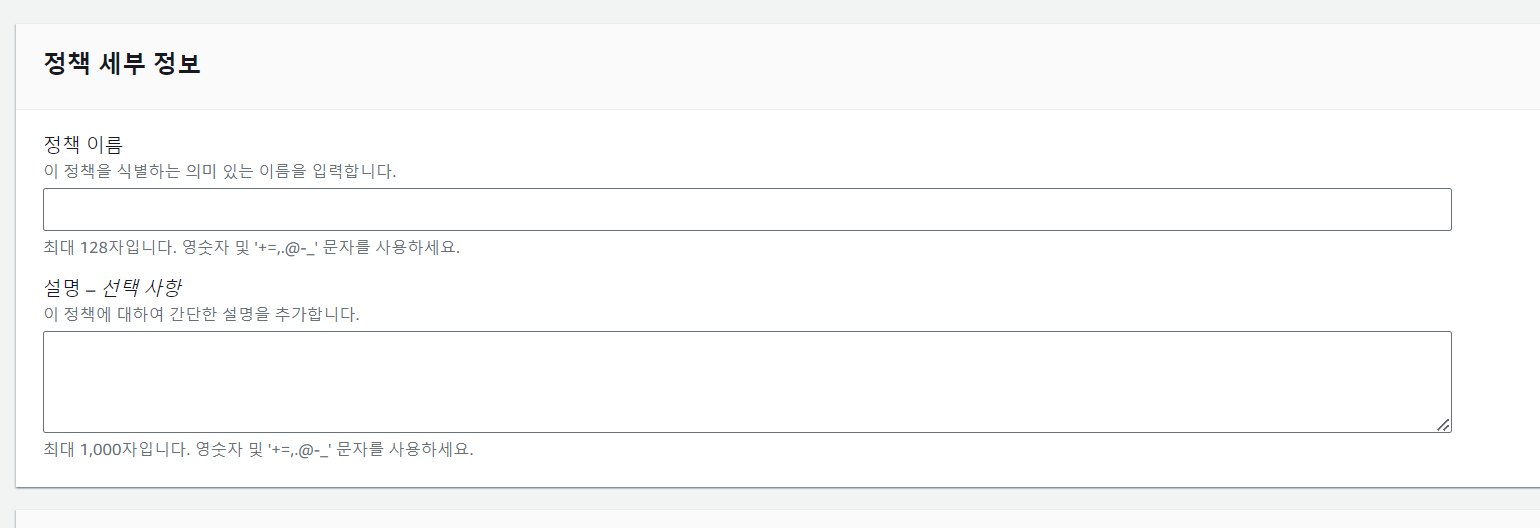 정책 세부 정보
정책 이름
이 정책을 식별하는 의미 있는 이름을 입력합니다.
최대 128자입니다. 영숫자 및 '+=,.@-_' 문자를 사용하세요.
설명 – 선택 사항
이 정책에 대하여 간단한 설명을 추가합니다.
최대 1,000자입니다. 영숫자 및 '+=,.@-_' 문자를 사용하세요.